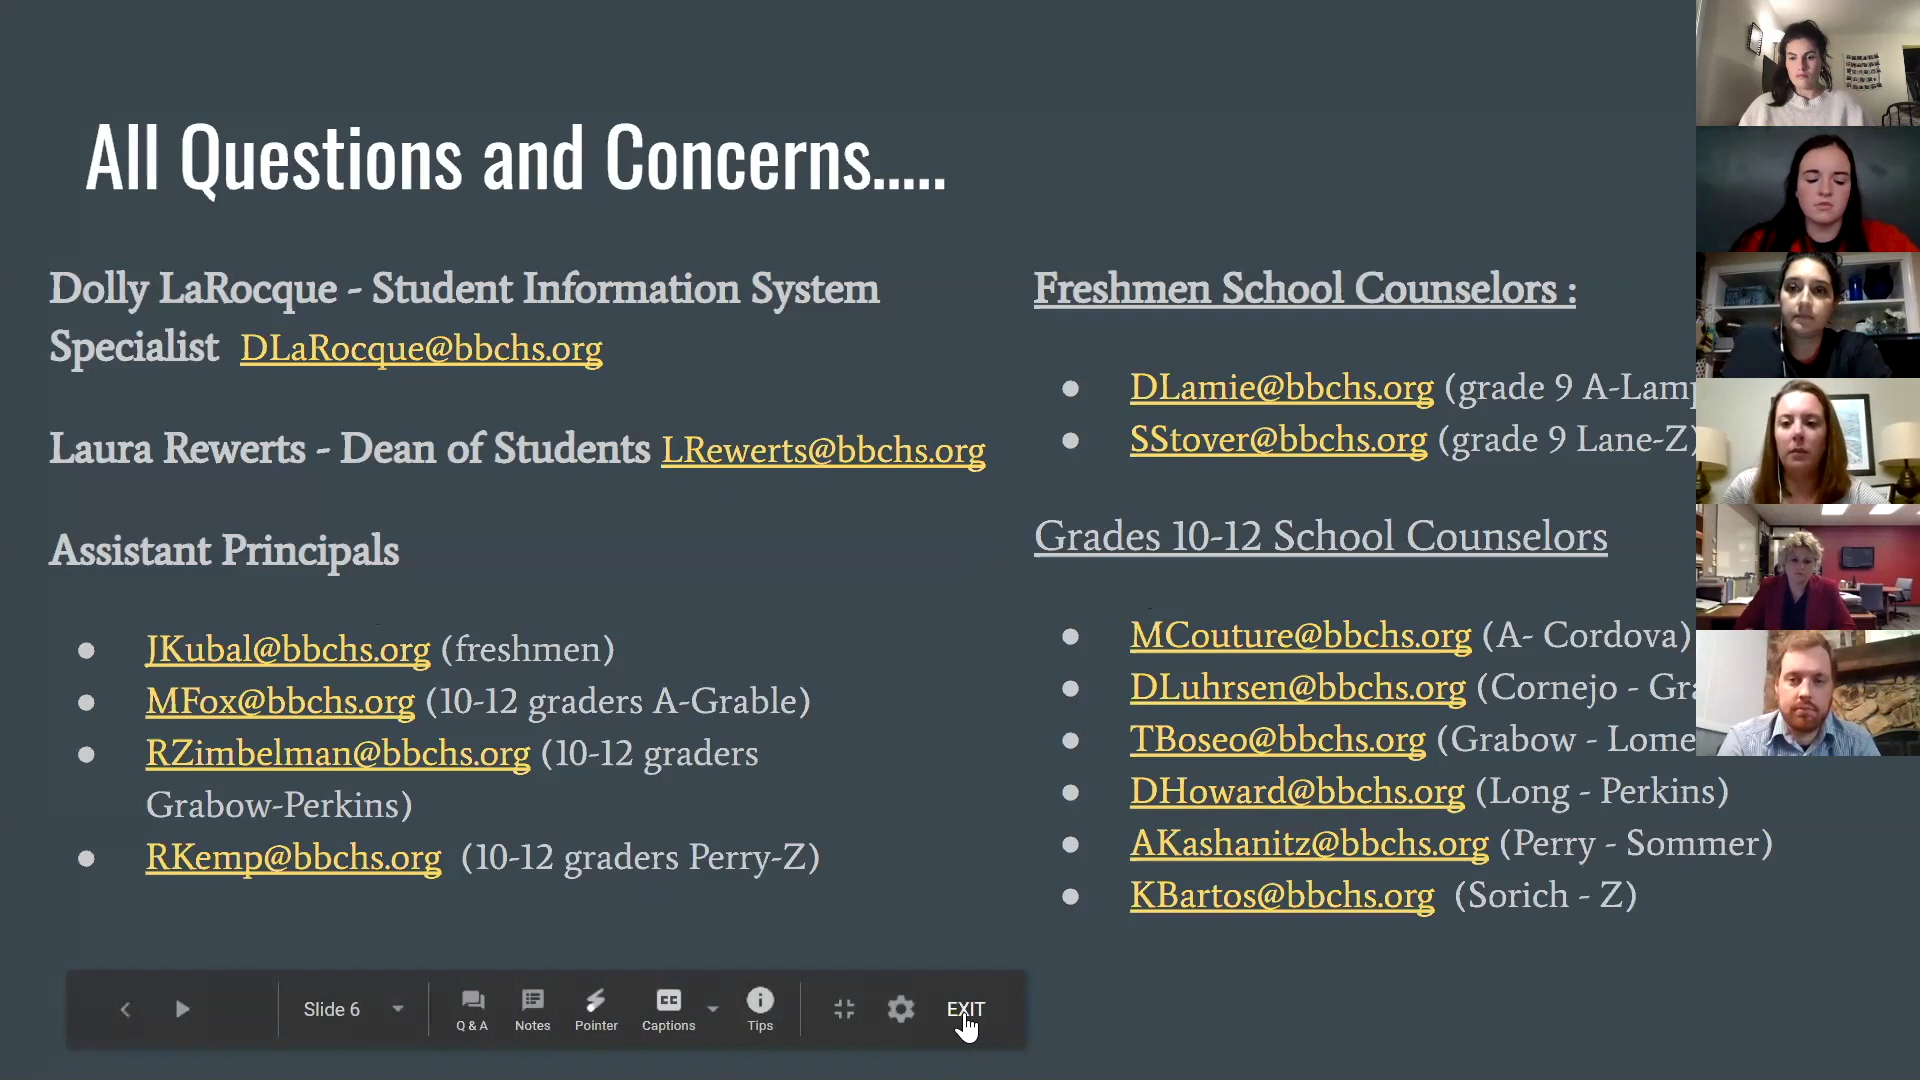 All Questions and Concerns.....
Dolly LaRocque - Student Information System
Specialist DLaRocque@bbchs.org
Laura Rewerts - Dean of Students LRewerts@bbchs.org
Assistant Principals
● JKubal@bbchs.org (freshmen)
● MFox@bbchs.org (10-12 graders A-Grable)
● RZimbelman@bbchs.org (10-12 graders
Grabow-Perkins)
● RKemp@bbchs.org (10-12 graders Perry-Z)
Freshmen School Counselors :
● DLamie@bbchs.org (grade 9
● SStover@bbchs.org (grade 9 Lane-Z)
Grades 10-12 School Counselors
● MCouture@bbchs.org (A- Cordova)
● DLuhrsen@bbchs.org (Cornejo -
● TBoseo@bbchs.org (Grabow -
● DHoward@bbchs.org (Long - Perkins)
● AKashanitz@bbchs.org (Perry - Sommer)
● KBartos@bbchs.org (Sorich - Z)
Slide 6
Q & A
Notes
Pointer
CC
Captions
Tips
EXIT